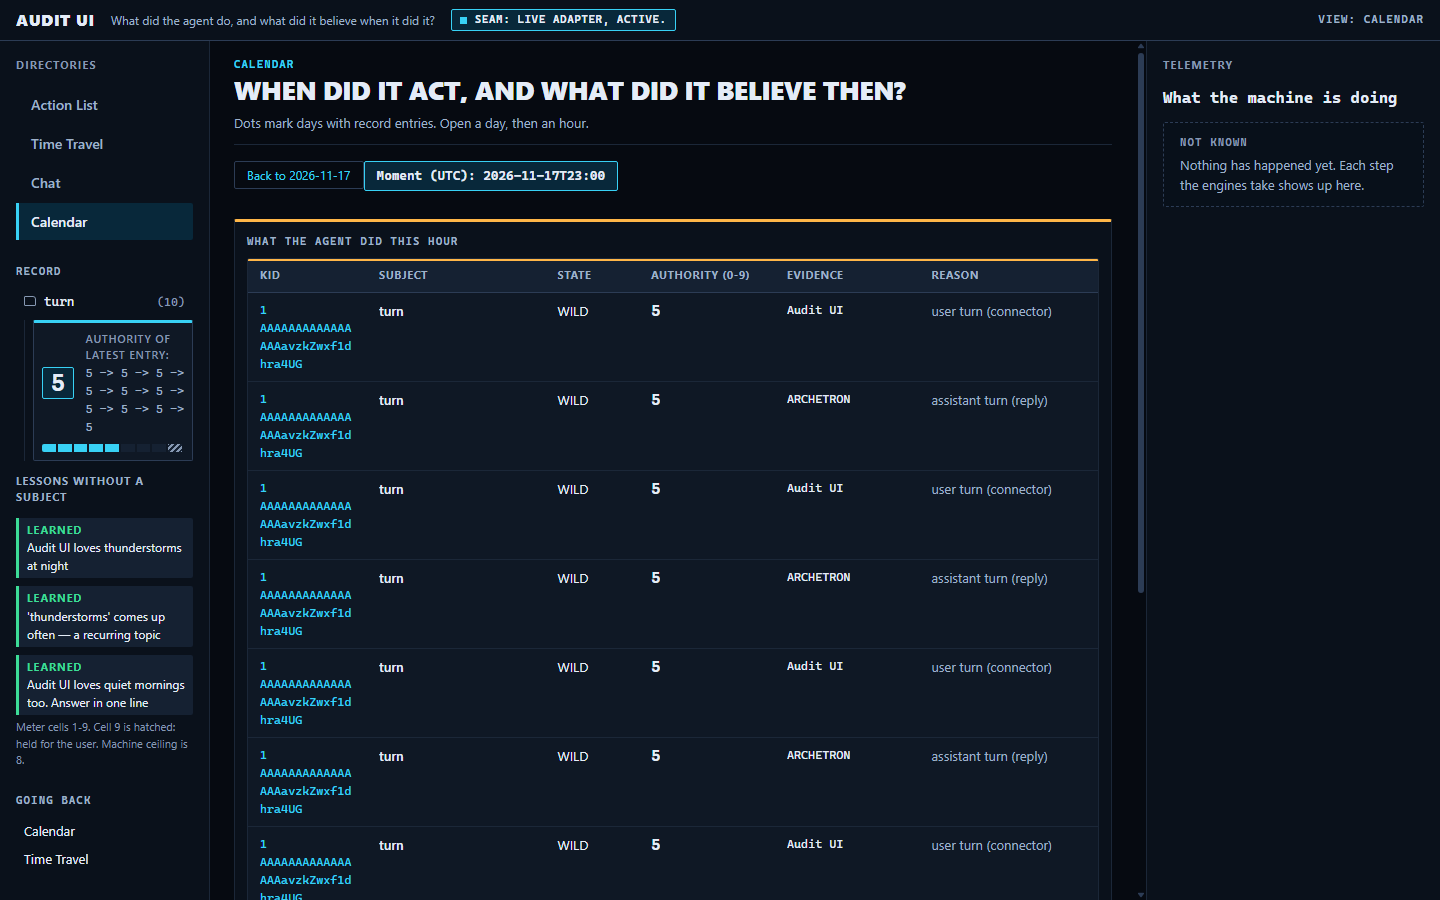 AUDIT UI
What did the agent do, and what did it believe when it did it?
SEAM: LIVE ADAPTER, ACTIVE.
VIEW: CALENDAR
DIRECTORIES
Action List
Time Travel
Chat
Calendar
RECORD
turn (10)
AUTHORITY OF
LATEST ENTRY:
5
5 -> 5 -> 5 ->
5 -> 5 -> 5 ->
5 -> 5 -> 5 ->
5
LESSONS WITHOUT A
SUBJECT
LEARNED
Audit UI loves thunderstorms
at night
LEARNED
'thunderstorms' comes up
often — a recurring topic
LEARNED
Audit UI loves quiet mornings
too. Answer in one line
Meter cells 1-9. Cell 9 is hatched:
held for the user. Machine ceiling is
8.
GOING BACK
Calendar
Time Travel
CALENDAR
WHEN DID IT ACT, AND WHAT DID IT BELIEVE THEN?
Dots mark days with record entries. Open a day, then an hour.
Back to 2026-11-17
Moment (UTC): 2026-11-17T23:00
WHAT THE AGENT DID THIS HOUR
KID SUBJECT STATE AUTHORITY (0-9) EVIDENCE REASON
1 turn WILD 5 Audit UI user turn (connector)
AAAAAAAAAAAAA
AAAavzkZwxf1d
hra4UG
1 turn WILD 5 ARCHETRON assistant turn (reply)
AAAAAAAAAAAAA
AAAavzkZwxf1d
hra4UG
1 turn WILD 5 Audit UI user turn (connector)
AAAAAAAAAAAAA
AAAavzkZwxf1d
hra4UG
1 turn WILD 5 ARCHETRON assistant turn (reply)
AAAAAAAAAAAAA
AAAavzkZwxf1d
hra4UG
1 turn WILD 5 Audit UI user turn (connector)
AAAAAAAAAAAAA
AAAavzkZwxf1d
hra4UG
1 turn WILD 5 ARCHETRON assistant turn (reply)
AAAAAAAAAAAAA
AAAavzkZwxf1d
hra4UG
1 turn WILD 5 Audit UI user turn (connector)
AAAAAAAAAAAAA
AAAavzkZwxf1d
hra4UG
TELEMETRY
What the machine is doing
NOT KNOWN
Nothing has happened yet. Each step
the engines take shows up here.